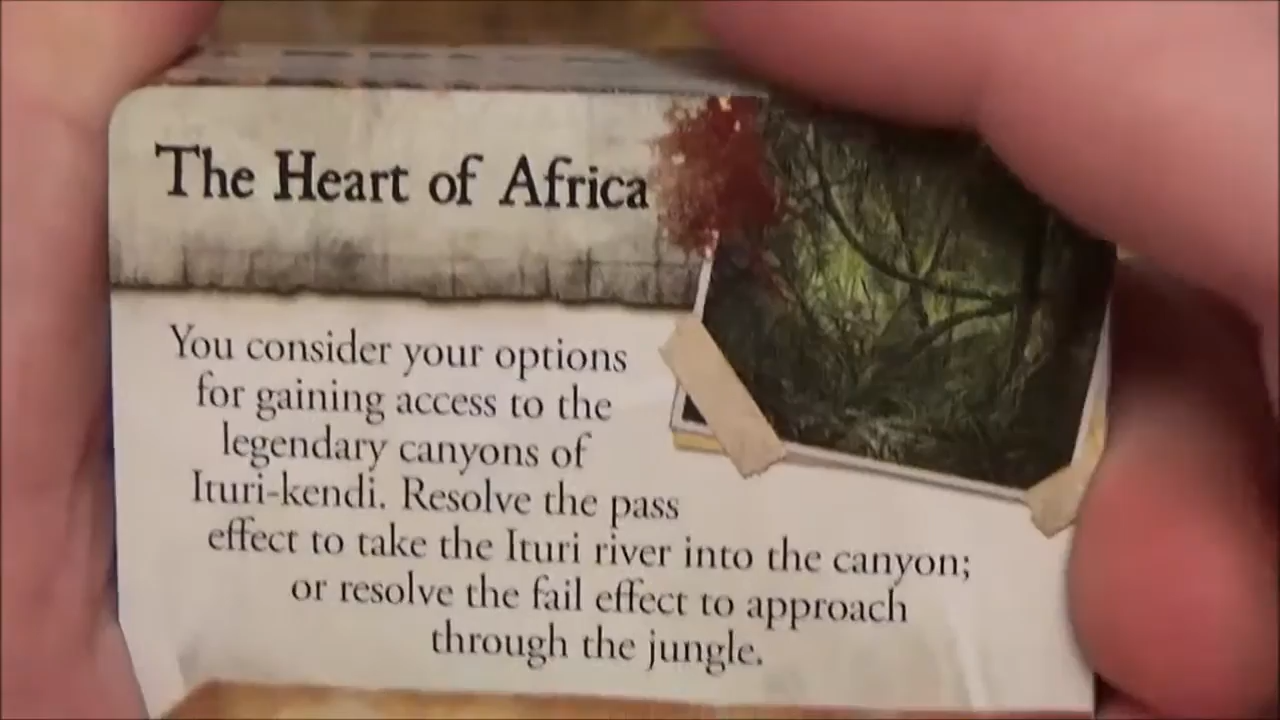 The Heart of Africa
You consider your options
for gaining access to the
legendary canyons of
Ituri-kendi. Resolve the pass
effect to take the Ituri river into the canyon;
or resolve the fail effect to approach
through the jungle.